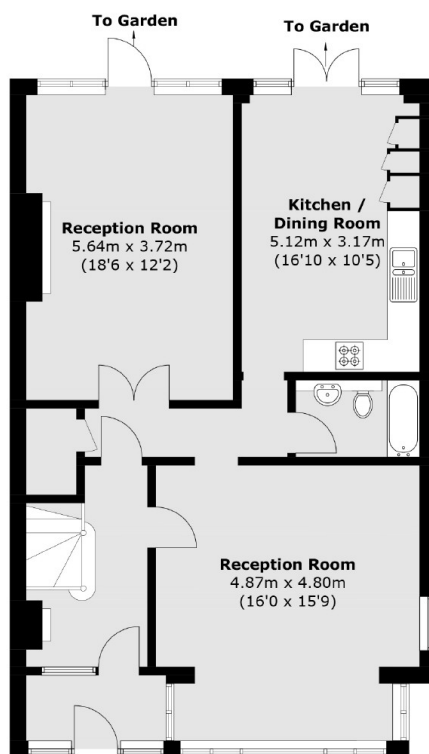 To Garden
To Garden
Reception Room
5.64m x 3.72m
(18'6 x 12'2)
Kitchen /
Dining Room
5.12m x 3.17m
(16'10 x 10'5)
Reception Room
4.87m x 4.80m
(16'0 x 15'9)